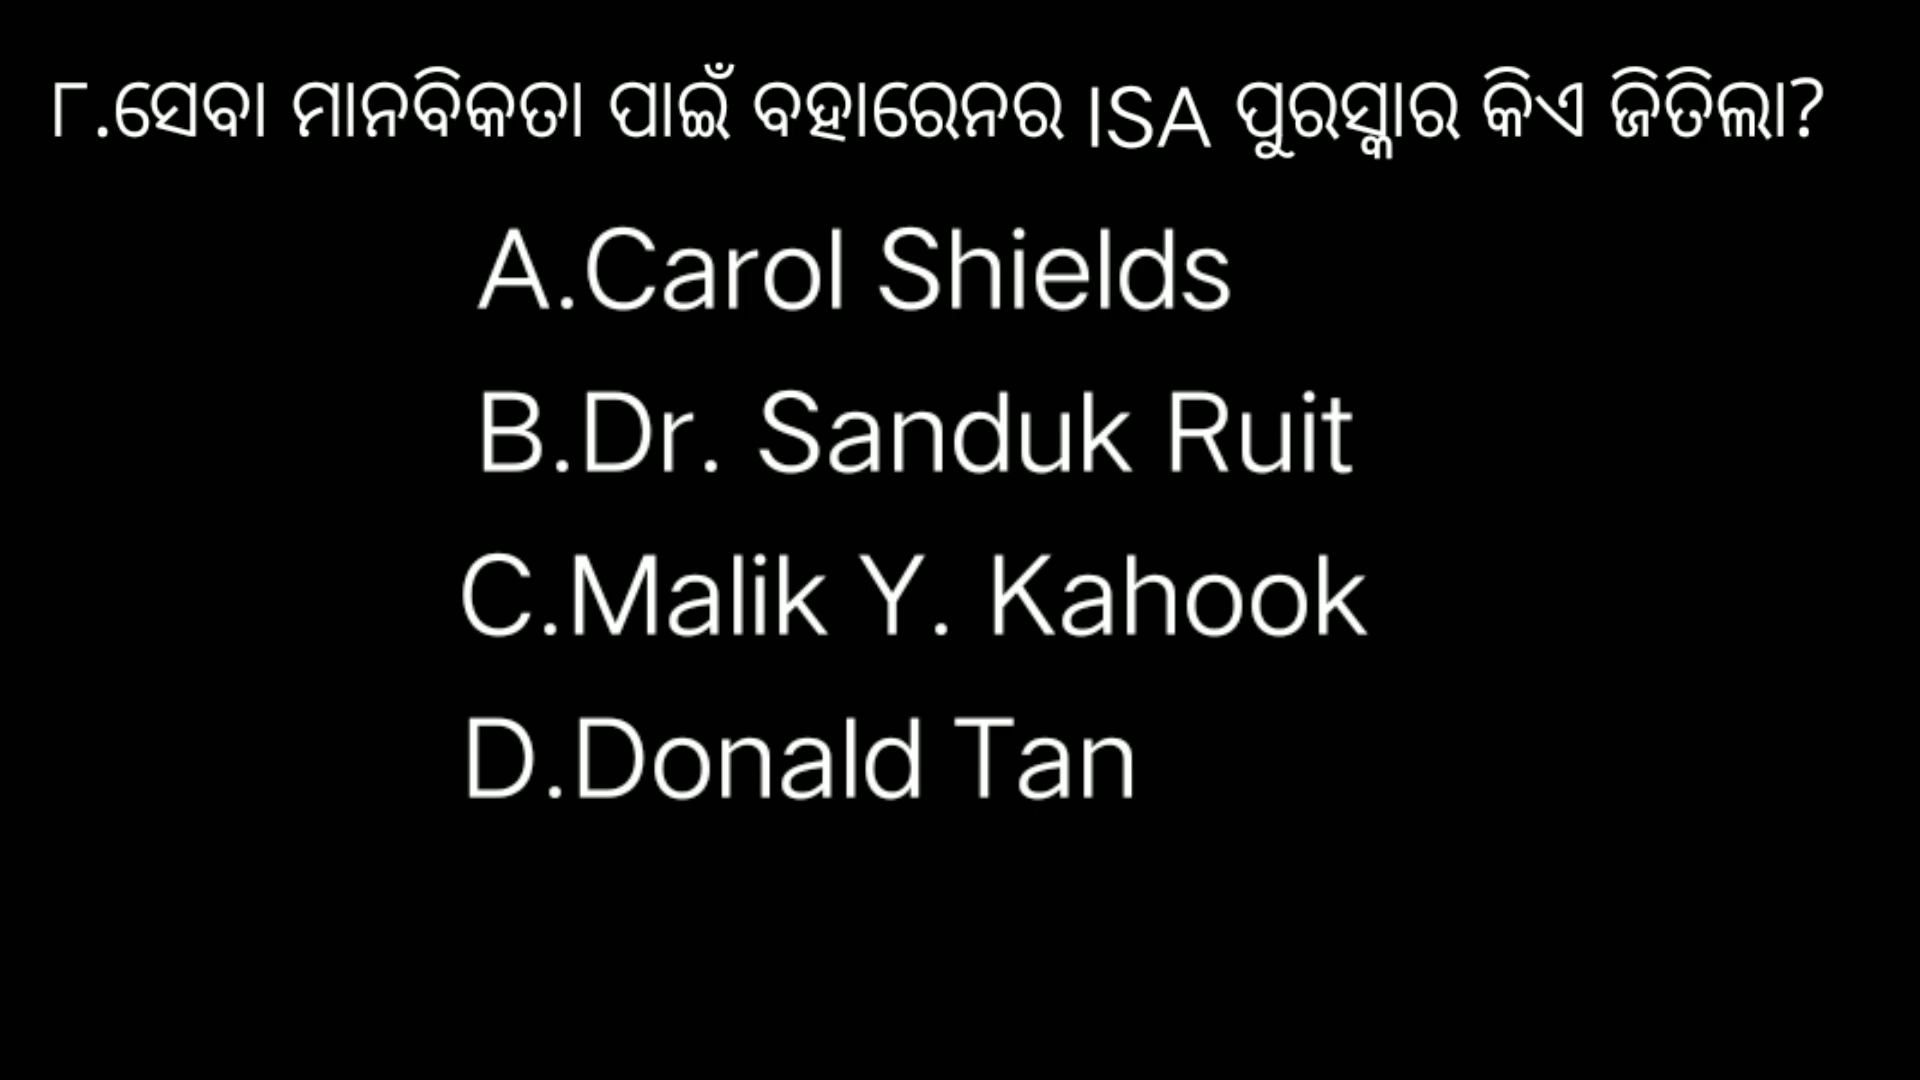 ୮.ସେବା ମାନବିକତା ପାଇଁ ବହାରେନର ISA ପୁରସ୍କାର କିଏ ଜିତିଲା?
A.Carol Shields
B.Dr. Sanduk Ruit
C.Malik Y. Kahook
D.Donald Tan